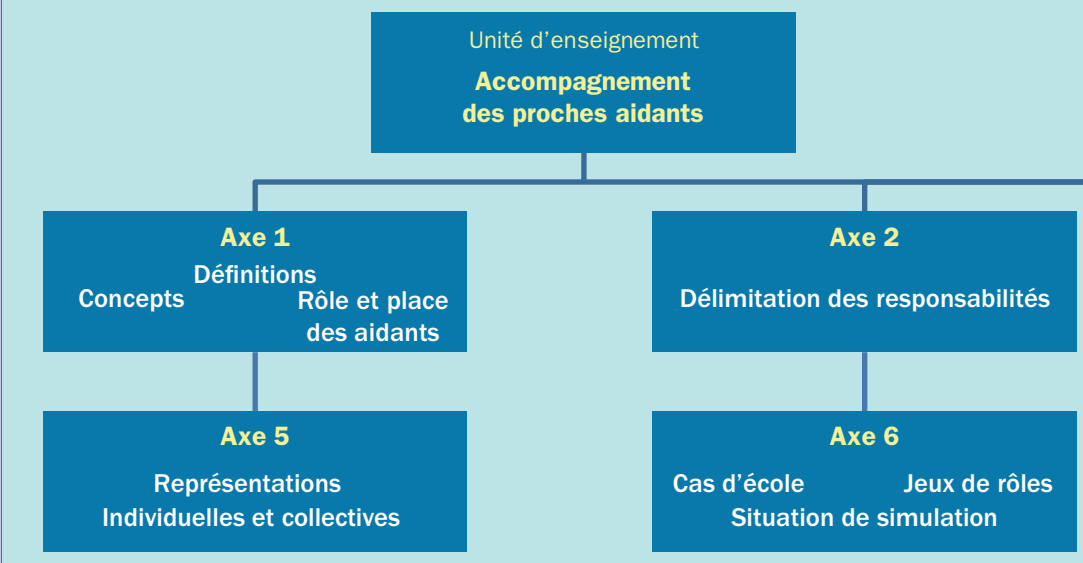 Unité d’enseignement
Accompagnement
des proches aidants
Axe 1
Définitions
Concepts
Rôle et place
des aidants
Axe 2
Délimitation des responsabilités
Axe 5
Représentations
Individuelles et collectives
Axe 6
Cas d’école Jeux de rôles
Situation de simulation